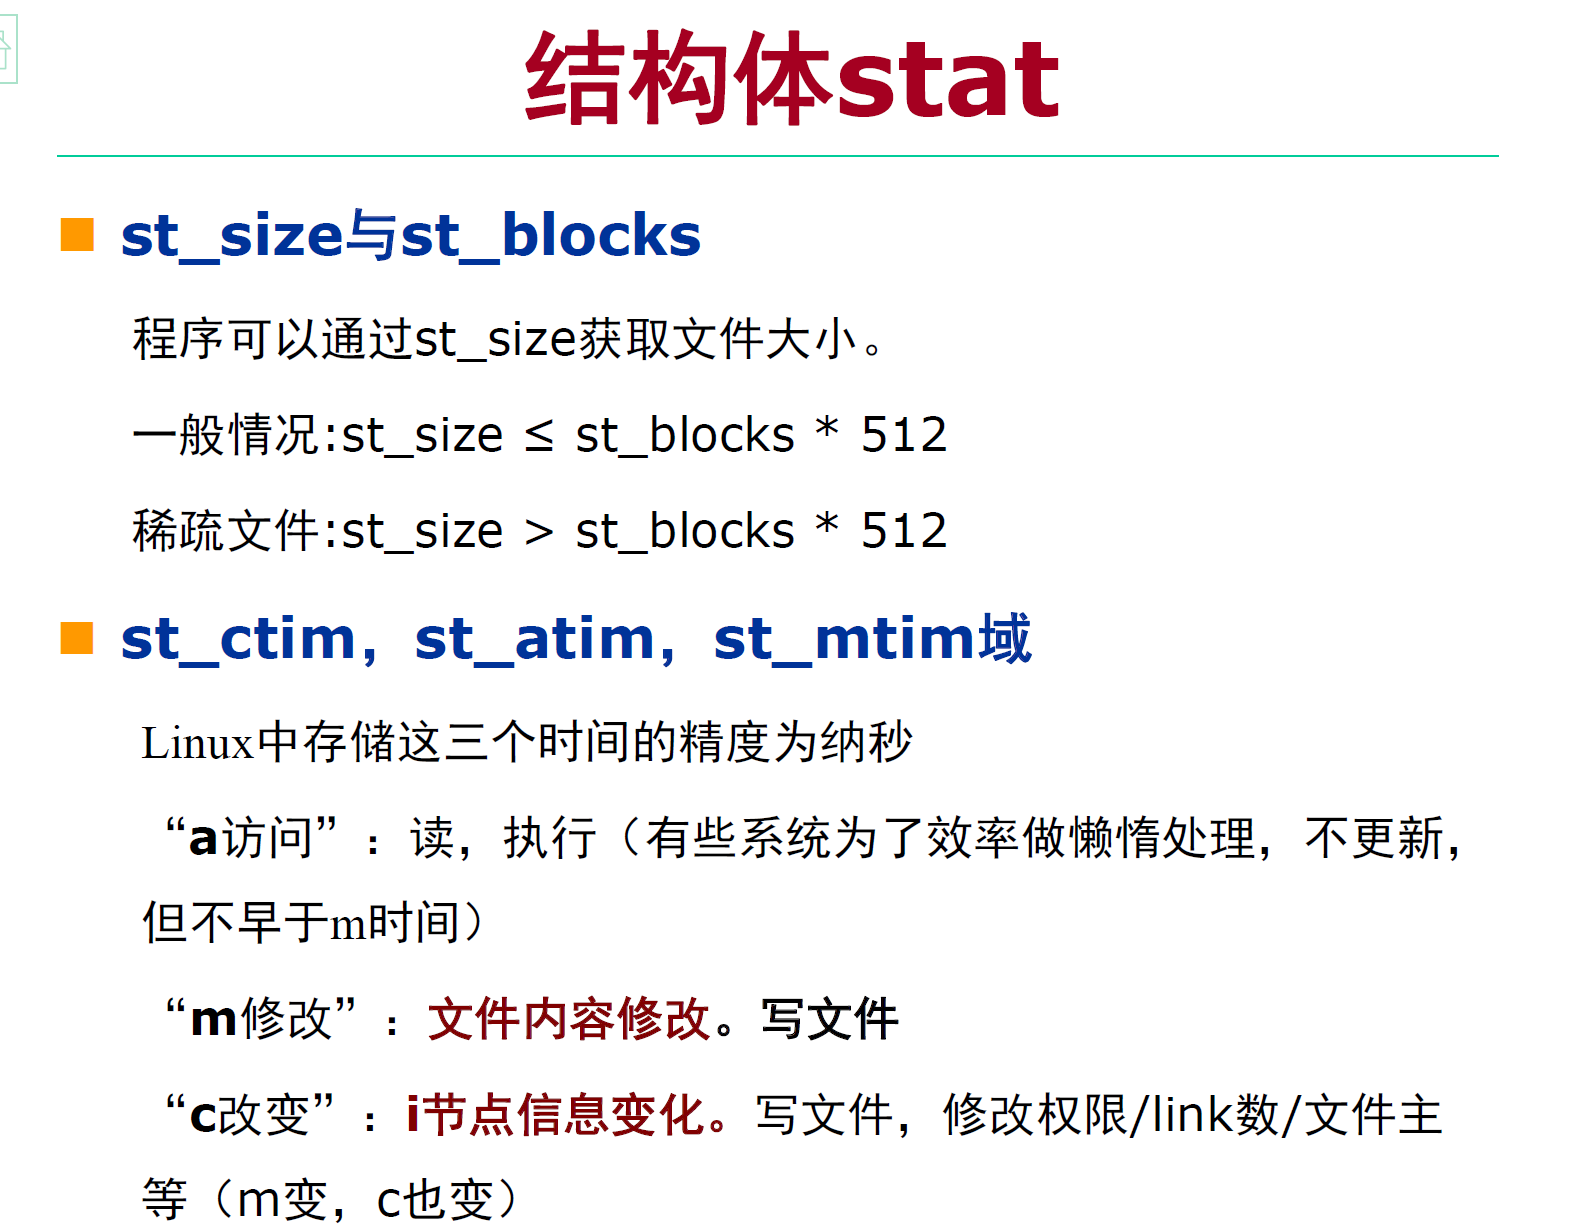 结构体stat
st_size与st_blocks
程序可以通过st_size获取文件大小。
一般情况:st_size ≤ st_blocks * 512
稀疏文件:st_size > st_blocks * 512
st_ctim，st_atim，st_mtim域
Linux中存储这三个时间的精度为纳秒
“a访问”：读，执行（有些系统为了效率做懒惰处理，不更新，
但不早于m时间）
“m修改”：文件内容修改。写文件
“c改变”：i节点信息变化。写文件，修改权限/link数/文件主
等（m变，c也变）